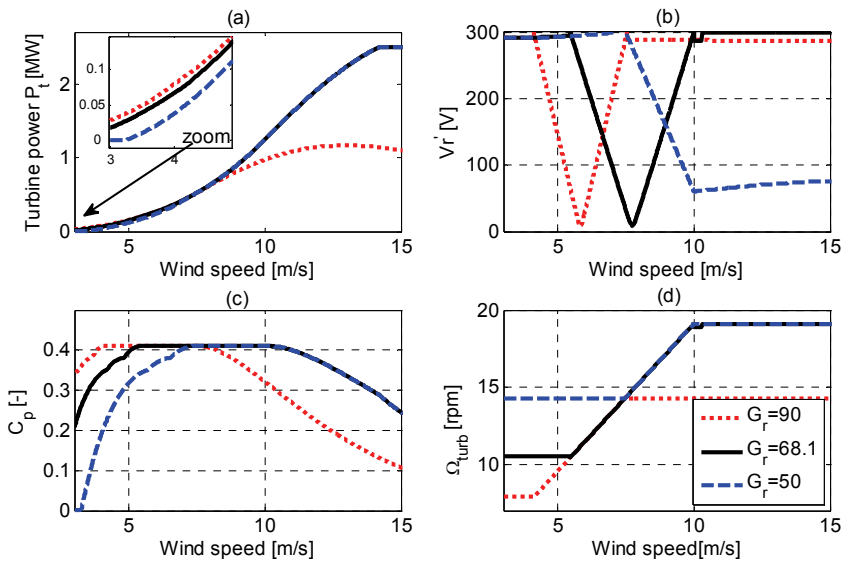 (a)
Turbine power P_t [MW]
2
1
0
0.1
0.05
0
3
4
zoom
5
10
15
Wind speed [m/s]
(b)
Vr' [V]
300
200
100
0
5
10
15
Wind speed [m/s]
(c)
C_p [-]
0.4
0.3
0.2
0.1
0
5
10
15
Wind speed[m/s]
(d)
Ω_turb [rpm]
20
15
10
5
10
15
Wind speed[m/s]
G_r=90
G_r=68.1
G_r=50